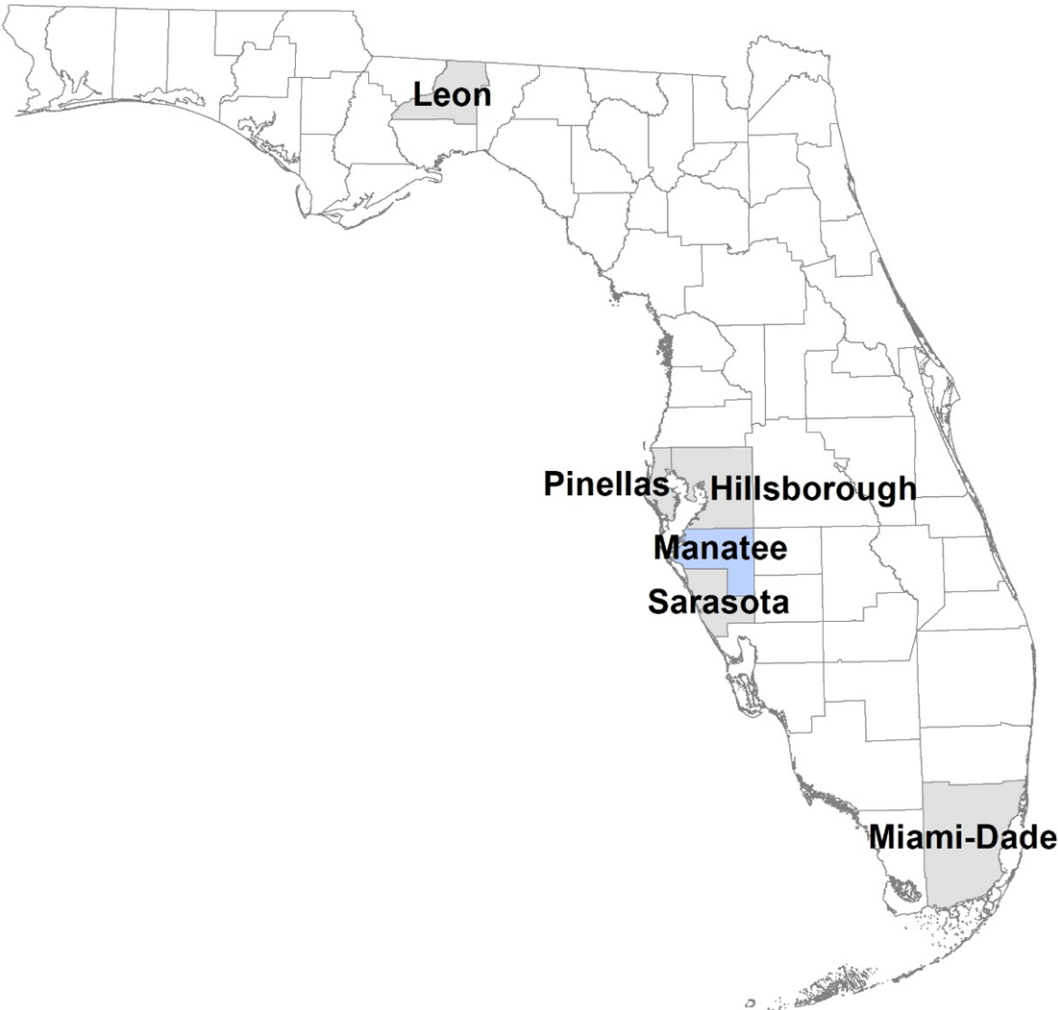 Leon
Pinellas
Hillsborough
Manatee
Sarasota
Miami-Dade